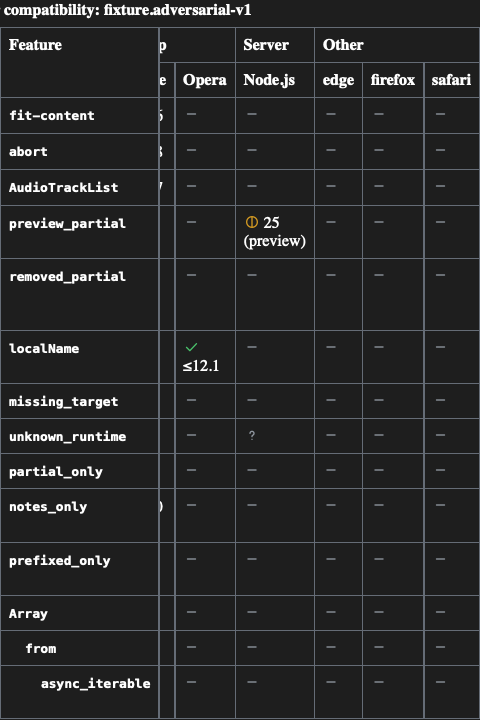 compatibility: fixture.adversarial-v1
Feature Server Other
Opera Node.js edge firefox safari
fit-content — — — — —
abort — — — — —
AudioTrackList — — — — —
preview_partial — 25 — — —
(preview)
removed_partial — — — — —
localName ✓ — — — —
≤12.1
missing_target — — — — —
unknown_runtime — ? — — —
partial_only — — — — —
notes_only ) — — — — —
prefixed_only — — — — —
Array — — — — —
from — — — — —
async_iterable — — — — —